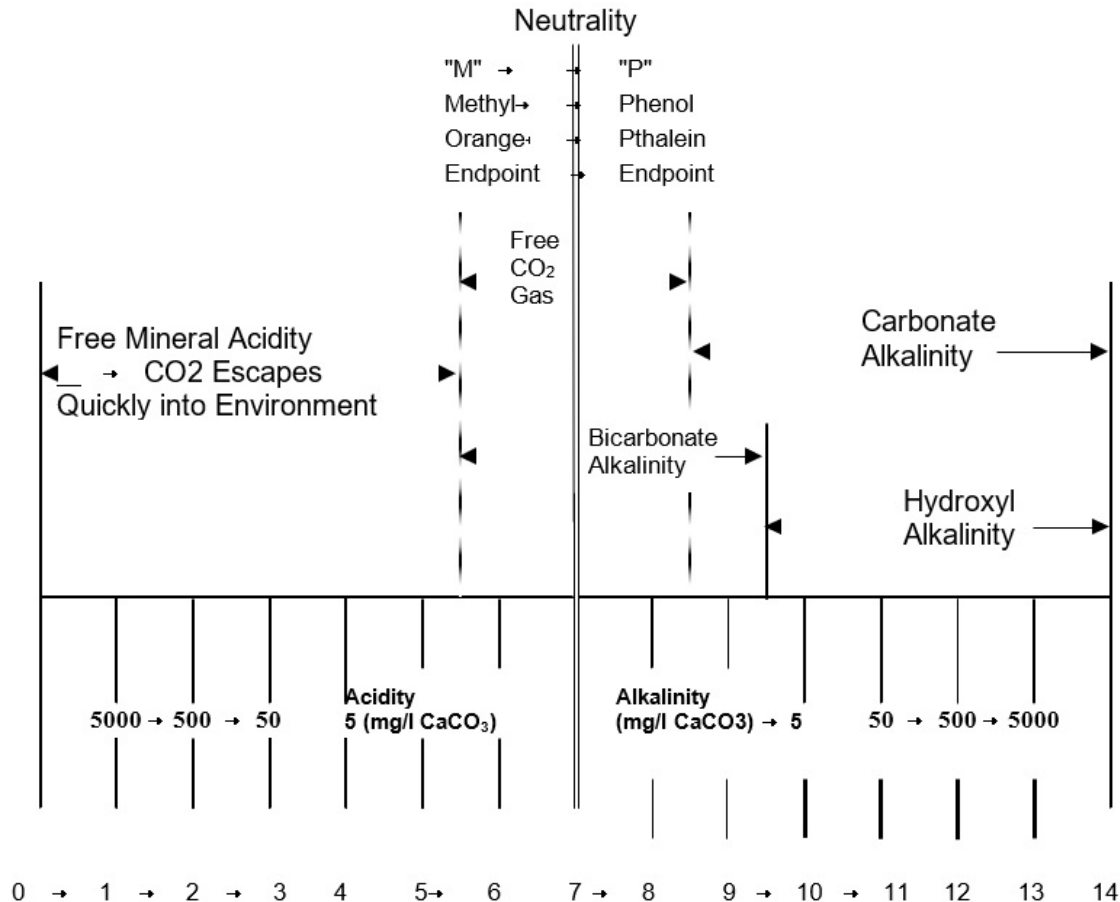 Neutrality
"M" → → "P"
Methyl→ → Phenol
Orange→ → Pthalein
Endpoint → Endpoint
Free
CO₂
Gas
Free Mineral Acidity
__ → CO2 Escapes
Quickly into Environment
Carbonate
Alkalinity
Bicarbonate
Alkalinity
Hydroxyl
Alkalinity
Acidity
5000 → 500 → 50 5 (mg/l CaCO₃)
Alkalinity
(mg/l CaCO3) → 5 50 → 500 → 5000
0 → 1 → 2 → 3 4 5→ 6 7 → 8 9 → 10 → 11 12 13 14